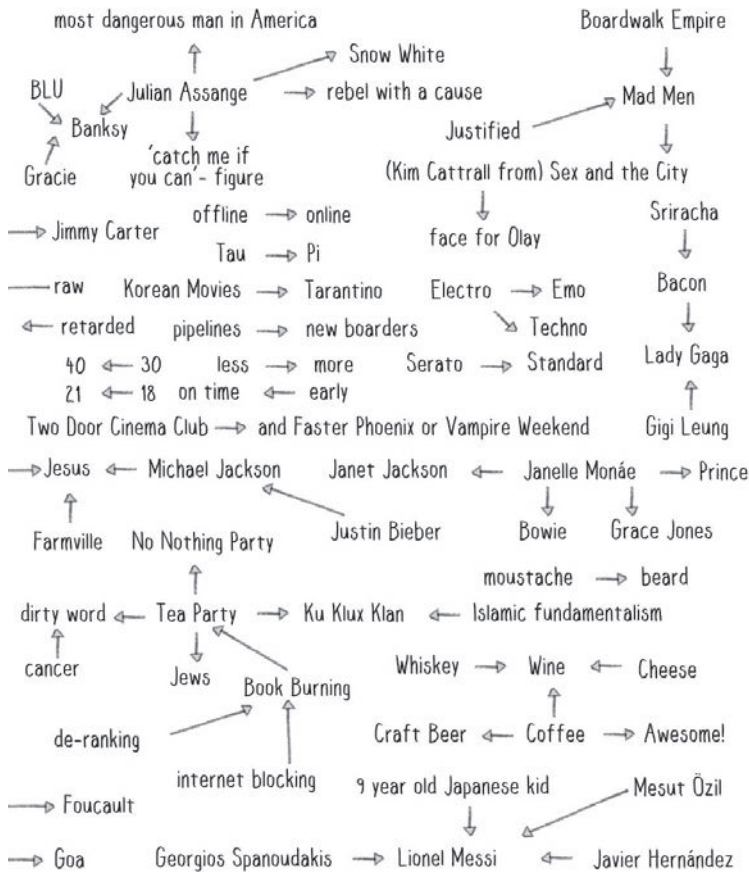 most dangerous man in America
Boardwalk Empire
Snow White
BLU
Julian Assange
rebel with a cause
Mad Men
Banksy
Justified
'catch me if
you can'- figure
Gracie
(Kim Cattrall from) Sex and the City
offline
online
Sriracha
Jimmy Carter
face for Olay
Tau
Pi
raw
Korean Movies
Tarantino
Electro
Emo
Bacon
retarded
pipelines
new boarders
Techno
40
30
less
more
Serato
Standard
Lady Gaga
21
18
on time
early
Two Door Cinema Club
and Faster Phoenix or Vampire Weekend
Gigi Leung
Jesus
Michael Jackson
Janet Jackson
Janelle Monáe
Prince
Farmville
No Nothing Party
Justin Bieber
Bowie
Grace Jones
moustache
beard
dirty word
Tea Party
Ku Klux Klan
Islamic fundamentalism
cancer
Jews
Whiskey
Wine
Cheese
Book Burning
de-ranking
Craft Beer
Coffee
Awesome!
internet blocking
9 year old Japanese kid
Mesut Özil
Foucault
Goa
Georgios Spanoudakis
Lionel Messi
Javier Hernández